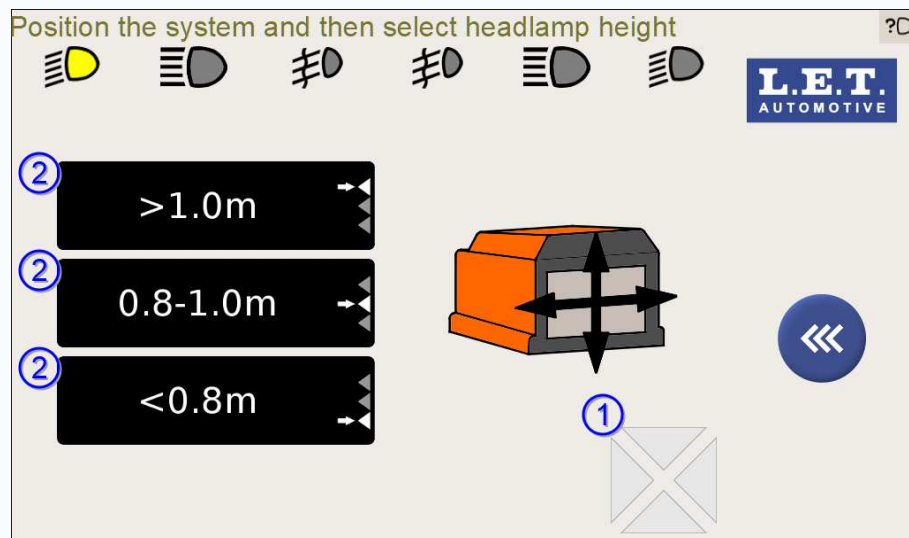 Position the system and then select headlamp height
?
L.E.T.
AUTOMOTIVE
2
>1.0m
2
0.8-1.0m
2
<0.8m
1